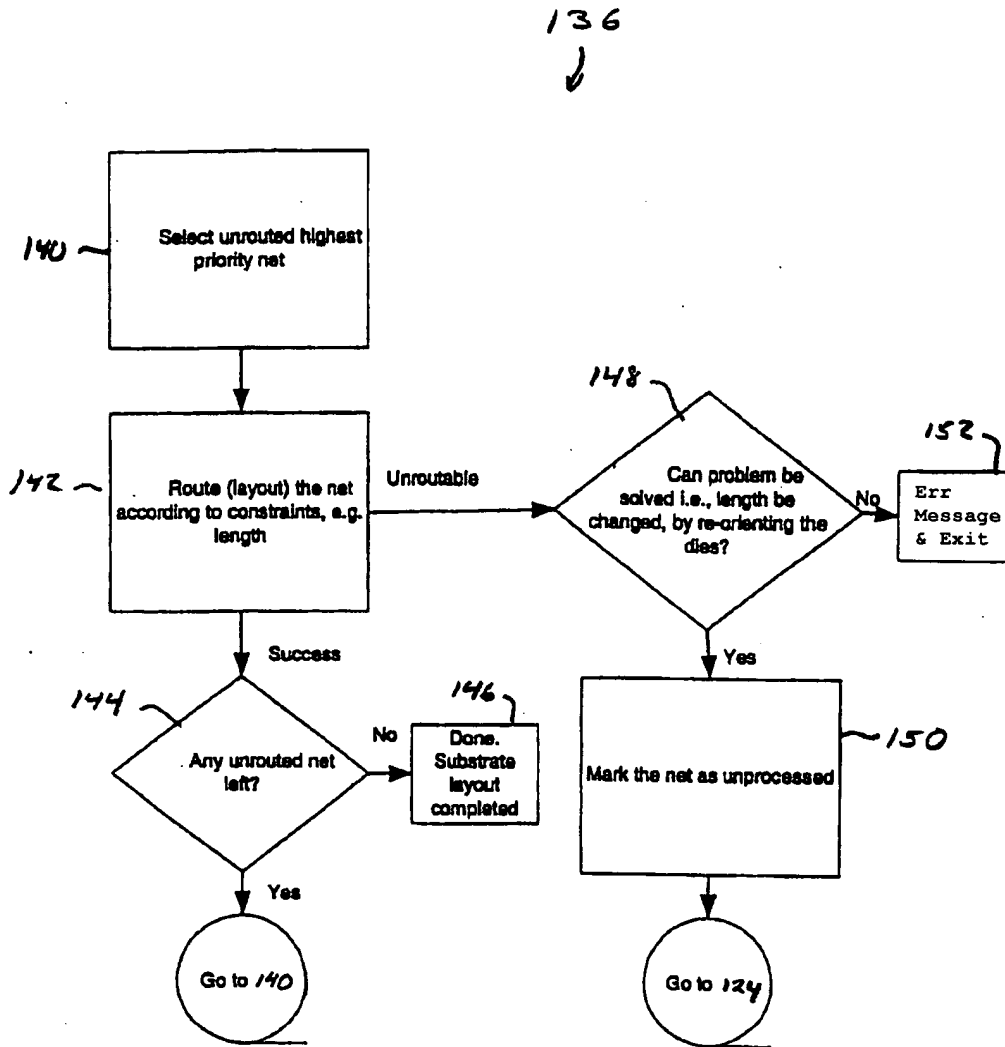 136
140
Select unrouted highest
priority net
142
Route (layout) the net
according to constraints, e.g.
length
Unroutable
148
Can problem be
solved i.e., length be
changed, by re-orienting the
dies?
No
152
Err
Message
& Exit
Success
Yes
144
Any unrouted net
left?
No
146
Done.
Substrate
layout
completed
150
Mark the net as unprocessed
Yes
Go to 140
Go to 124